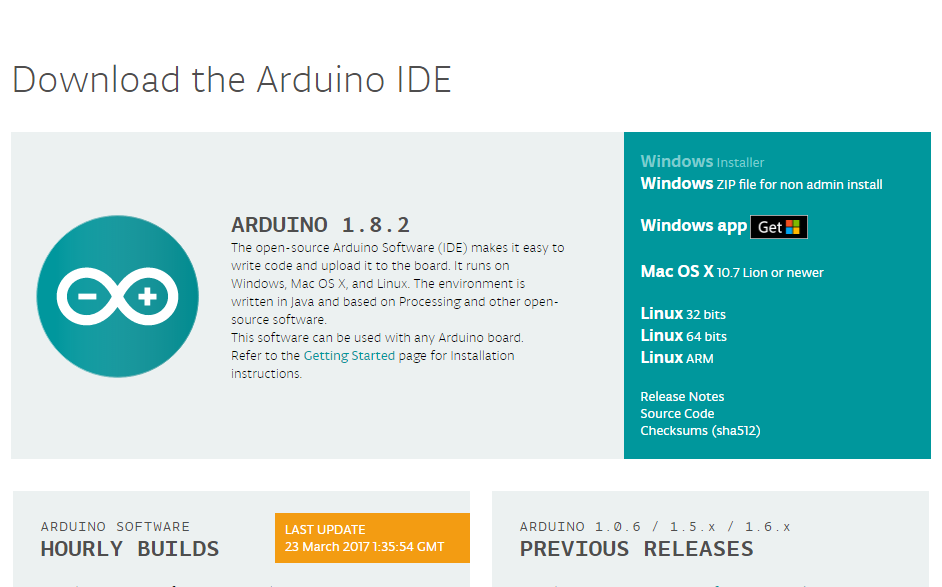 Download the Arduino IDE
ARDUINO 1.8.2
The open-source Arduino Software (IDE) makes it easy to
write code and upload it to the board. It runs on
Windows, Mac OS X, and Linux. The environment is
written in Java and based on Processing and other open-
source software.
This software can be used with any Arduino board.
Refer to the Getting Started page for Installation
instructions.
Windows Installer
Windows ZIP file for non admin install
Windows app Get
Mac OS X 10.7 Lion or newer
Linux 32 bits
Linux 64 bits
Linux ARM
Release Notes
Source Code
Checksums (sha512)
ARDUINO SOFTWARE
HOURLY BUILDS
LAST UPDATE
23 March 2017 1:35:54 GMT
ARDUINO 1.0.6 / 1.5.x / 1.6.x
PREVIOUS RELEASES